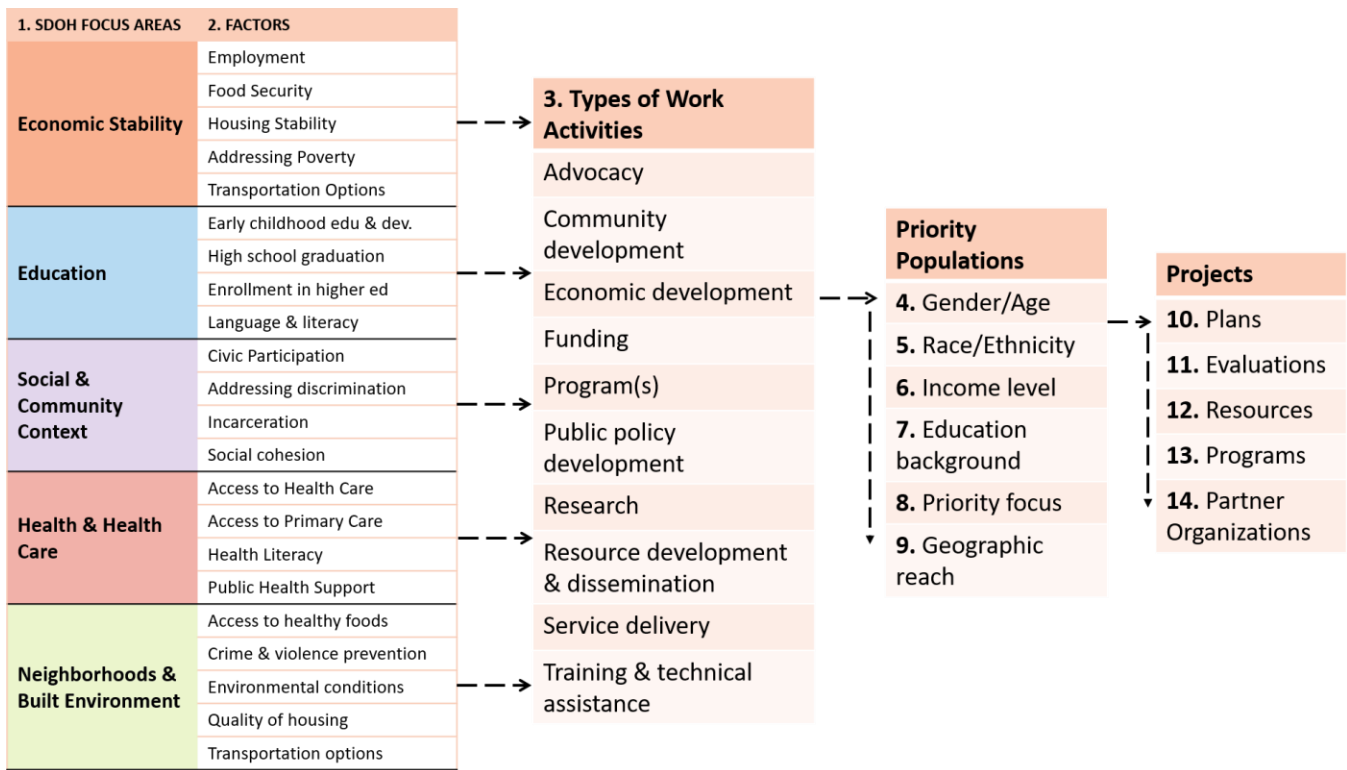 1. SDOH FOCUS AREAS
2. FACTORS
Economic Stability
Employment
Food Security
Housing Stability
Addressing Poverty
Transportation Options
Education
Early childhood edu & dev.
High school graduation
Enrollment in higher ed
Language & literacy
Social &
Community
Context
Civic Participation
Addressing discrimination
Incarceration
Social cohesion
Health & Health
Care
Access to Health Care
Access to Primary Care
Health Literacy
Public Health Support
Neighborhoods &
Built Environment
Access to healthy foods
Crime & violence prevention
Environmental conditions
Quality of housing
Transportation options
3. Types of Work
Activities
Advocacy
Community
development
Economic development
Funding
Program(s)
Public policy
development
Research
Resource development
& dissemination
Service delivery
Training & technical
assistance
Priority
Populations
4. Gender/Age
5. Race/Ethnicity
6. Income level
7. Education
background
8. Priority focus
9. Geographic
reach
Projects
10. Plans
11. Evaluations
12. Resources
13. Programs
14. Partner
Organizations